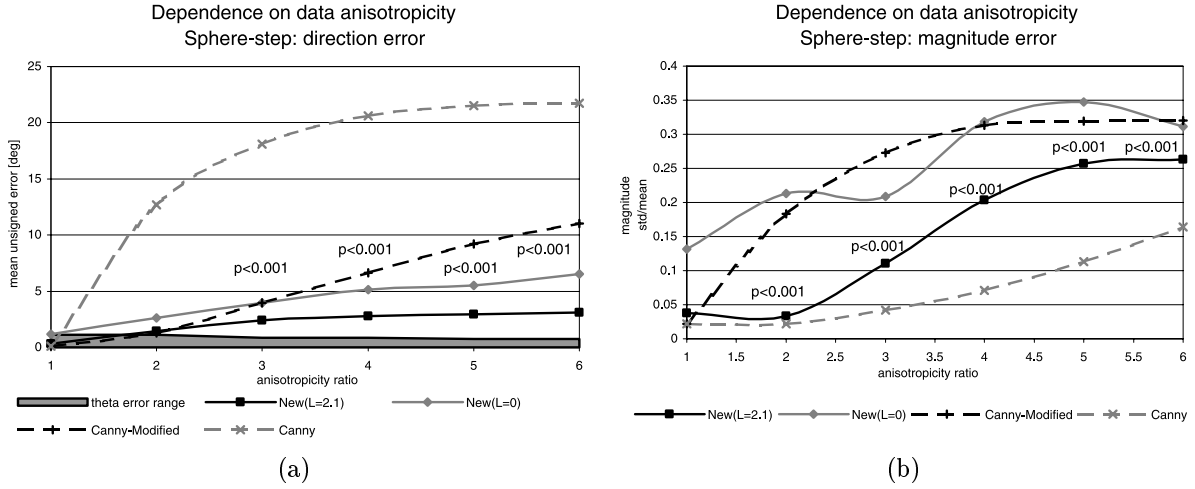 Dependence on data anisotropicity
Sphere-step: direction error
25
20
15
10
5
0
mean unsigned error [deg]
p<0.001
p<0.001
p<0.001
p<0.001
1 2 3 4 5 6
anisotropicity ratio
theta error range New(L=2.1) New(L=0)
Canny-Modified Canny
(a)
Dependence on data anisotropicity
Sphere-step: magnitude error
0.4
0.35
0.3
0.25
0.2
0.15
0.1
0.05
0
magnitude
std/mean
p<0.001
p<0.001
p<0.001
p<0.001
p<0.001
1 1.5 2 2.5 3 3.5 4 4.5 5 5.5 6
anisotropicity ratio
New(L=2.1) New(L=0) Canny-Modified Canny
(b)